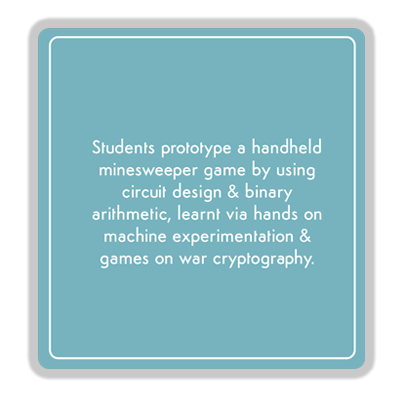 Students prototype a handheld
minesweeper game by using
circuit design & binary
arithmetic, learnt via hands on
machine experimentation &
games on war cryptography.